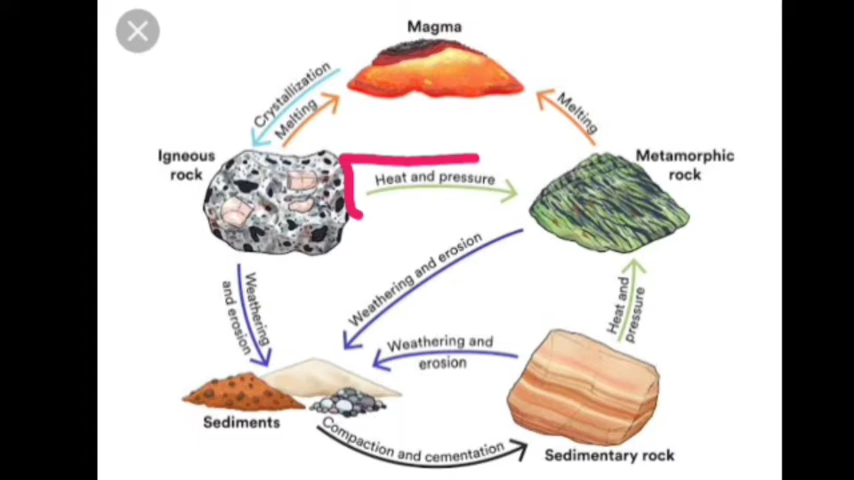 Magma
Crystallization
Melting
Melting
Igneous
rock
Heat and pressure
Metamorphic
rock
Weathering and erosion
Weathering
and erosion
Heat and
pressure
Weathering and
erosion
Sediments
Compaction and cementation
Sedimentary rock